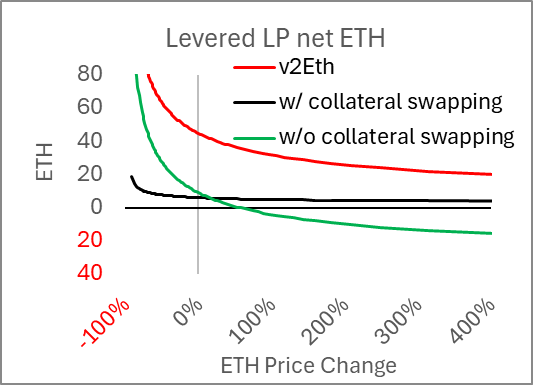 Levered LP net ETH
v2Eth
w/ collateral swapping
w/o collateral swapping
80
60
40
20
0
20
40
ETH
-100%
0%
100%
200%
300%
400%
ETH Price Change